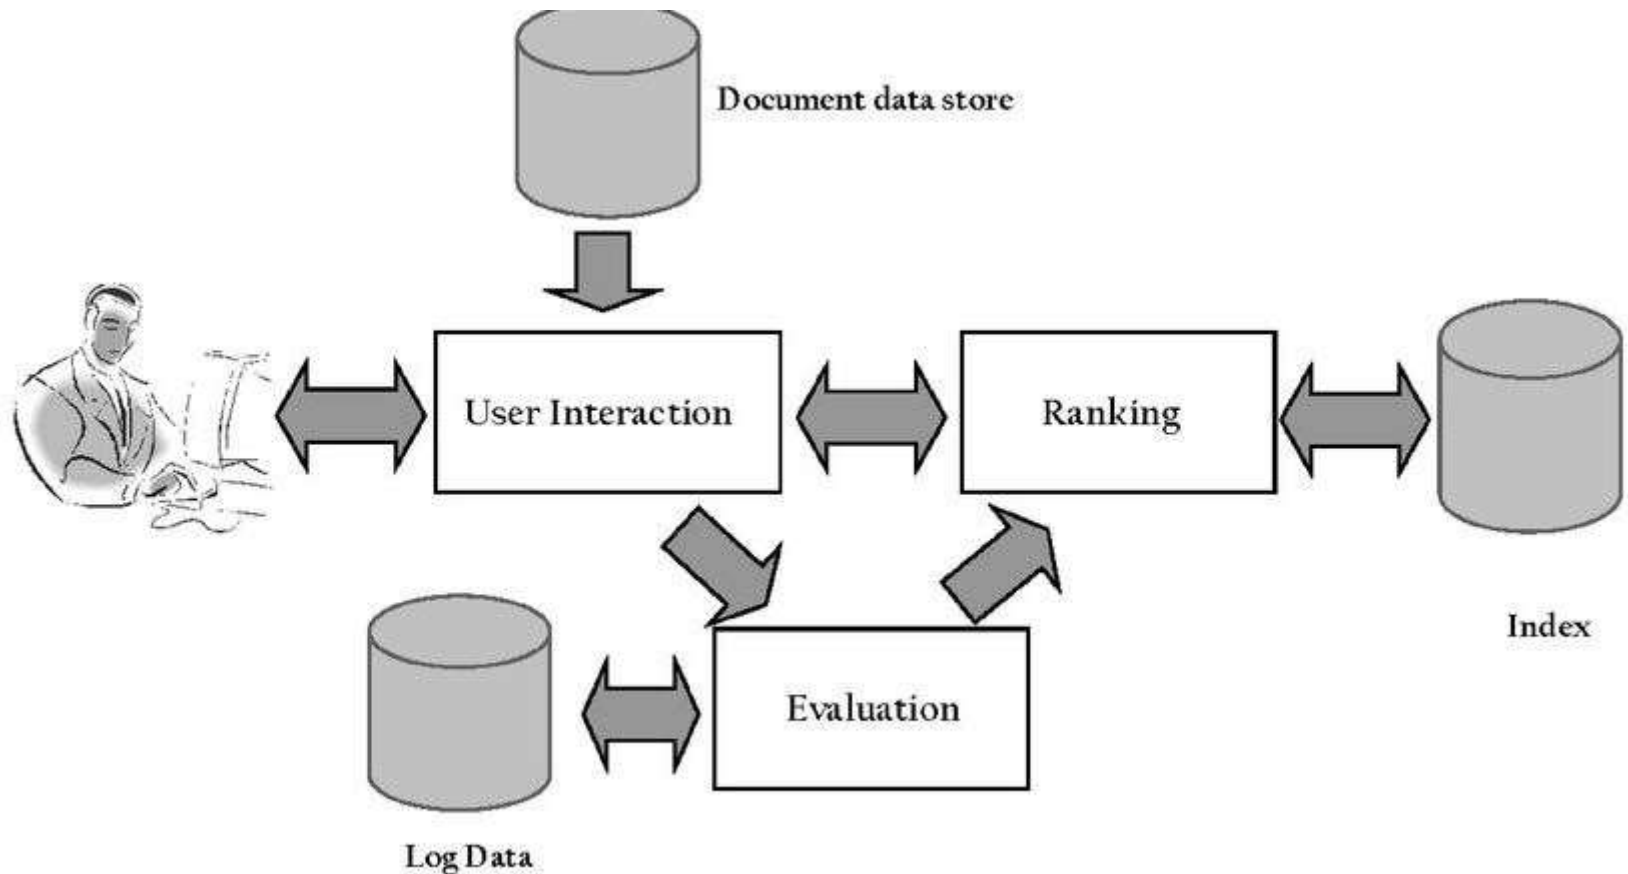 Document data store
User Interaction
Ranking
Index
Evaluation
Log Data